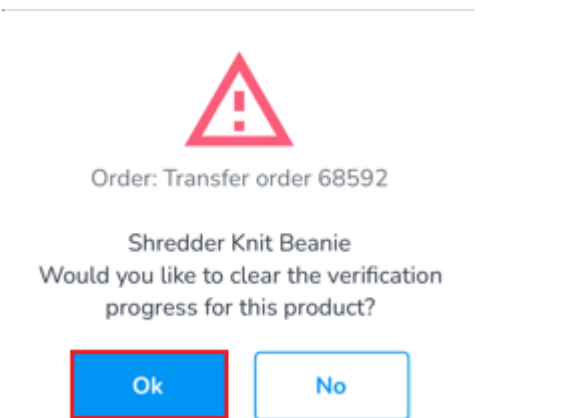 Order: Transfer order 68592
Shredder Knit Beanie
Would you like to clear the verification
progress for this product?
Ok
No